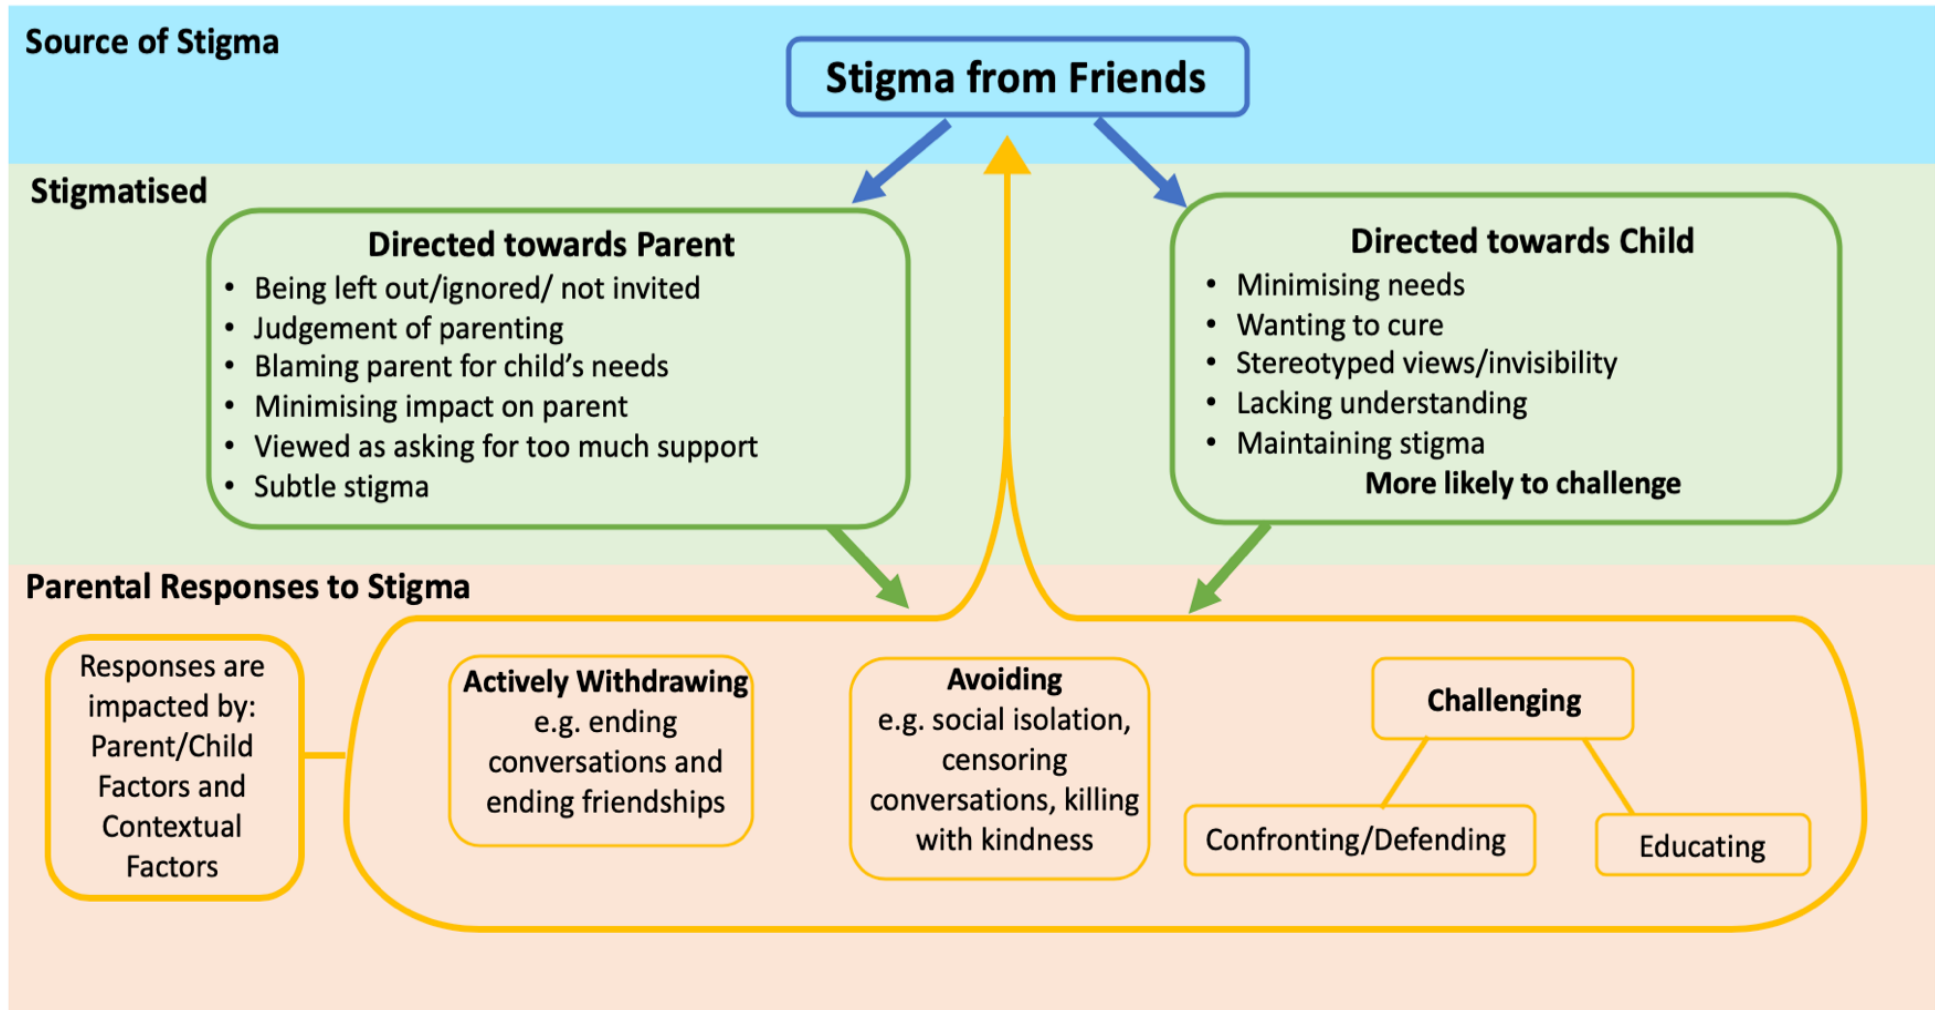 Source of Stigma
Stigma from Friends
Stigmatised
Directed towards Parent
• Being left out/ignored/ not invited
• Judgement of parenting
• Blaming parent for child’s needs
• Minimising impact on parent
• Viewed as asking for too much support
• Subtle stigma
Directed towards Child
• Minimising needs
• Wanting to cure
• Stereotyped views/invisibility
• Lacking understanding
• Maintaining stigma
More likely to challenge
Parental Responses to Stigma
Responses are
impacted by:
Parent/Child
Factors and
Contextual
Factors
Actively Withdrawing
e.g. ending
conversations and
ending friendships
Avoiding
e.g. social isolation,
censoring
conversations, killing
with kindness
Challenging
Confronting/Defending
Educating